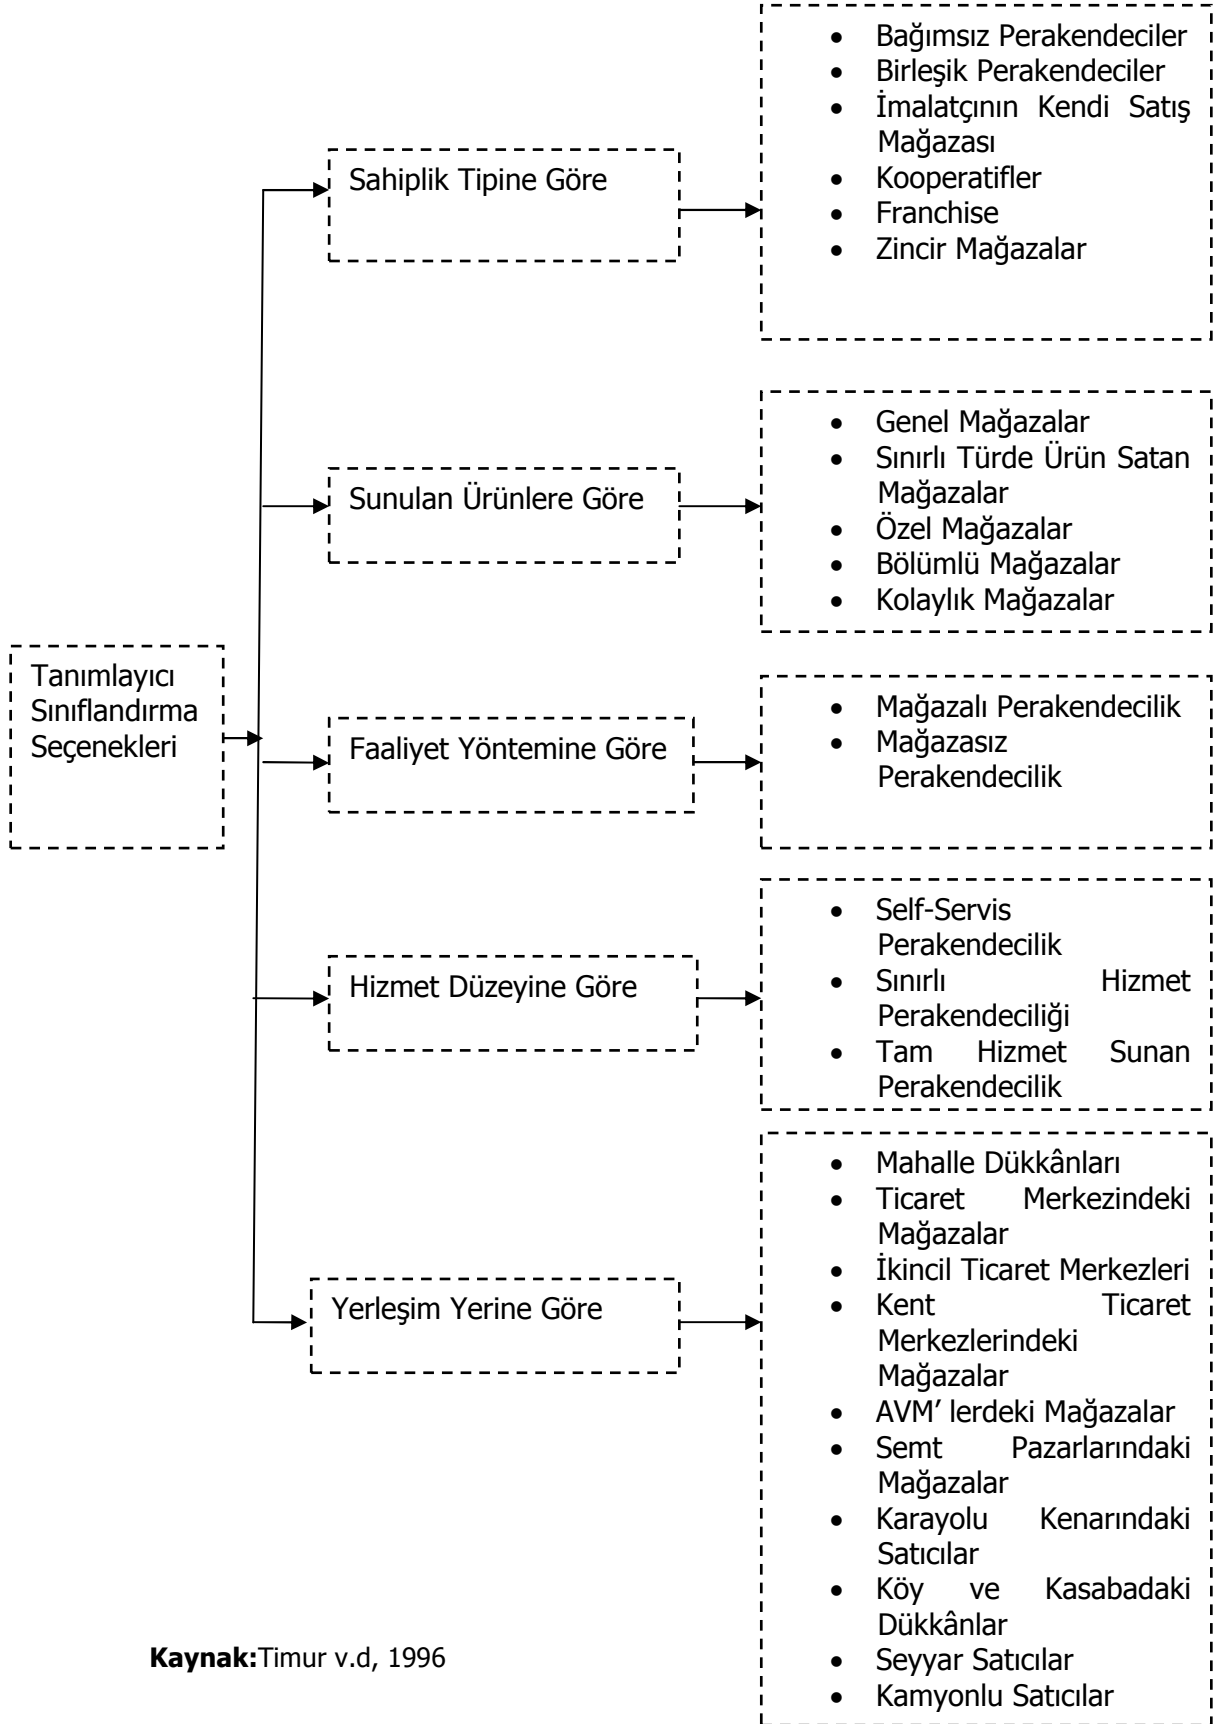 • Bağımsız Perakendeciler
• Birleşik Perakendeciler
• İmalatçının Kendi Satış
Mağazası
• Kooperatifler
• Franchise
• Zincir Mağazalar
Sahiplik Tipine Göre
• Genel Mağazalar
• Sınırlı Türde Ürün Satan
Mağazalar
• Özel Mağazalar
• Bölümlü Mağazalar
• Kolaylık Mağazalar
Sunulan Ürünlere Göre
Tanımlayıcı
Sınıflandırma
Seçenekleri
• Mağazalı Perakendecilik
• Mağazasız
Perakendecilik
Faaliyet Yöntemine Göre
• Self-Servis
Perakendecilik
• Sınırlı Hizmet
Perakendeciliği
• Tam Hizmet Sunan
Perakendecilik
Hizmet Düzeyine Göre
• Mahalle Dükkânları
• Ticaret Merkezindeki
Mağazalar
• İkincil Ticaret Merkezleri
• Kent Ticaret
Merkezlerindeki
Mağazalar
• AVM’ lerdeki Mağazalar
• Semt Pazarlarındaki
Mağazalar
• Karayolu Kenarındaki
Satıcılar
• Köy ve Kasabadaki
Dükkânlar
• Seyyar Satıcılar
• Kamyonlu Satıcılar
Yerleşim Yerine Göre
Kaynak:Timur v.d, 1996